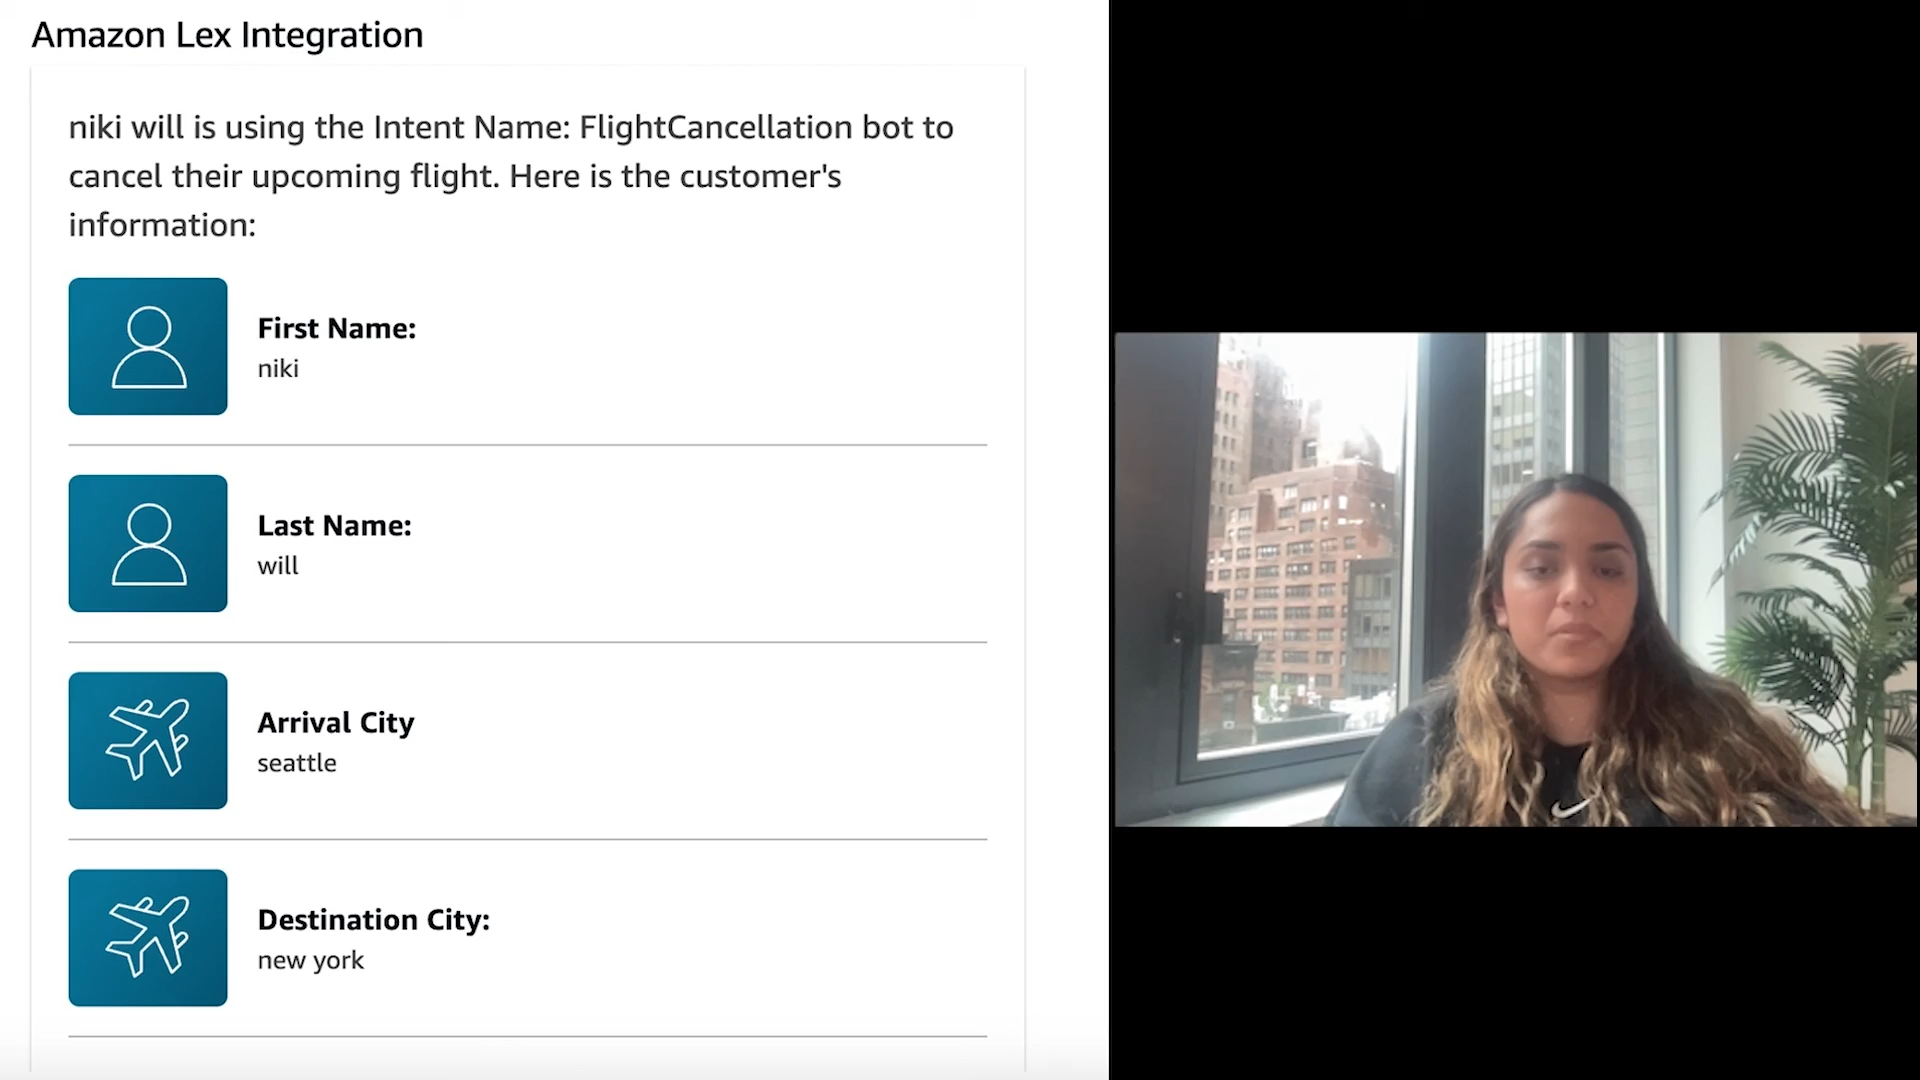 Amazon Lex Integration
niki will is using the Intent Name: FlightCancellation bot to
cancel their upcoming flight. Here is the customer's
information:
First Name:
niki
Last Name:
will
Arrival City
seattle
Destination City:
new york